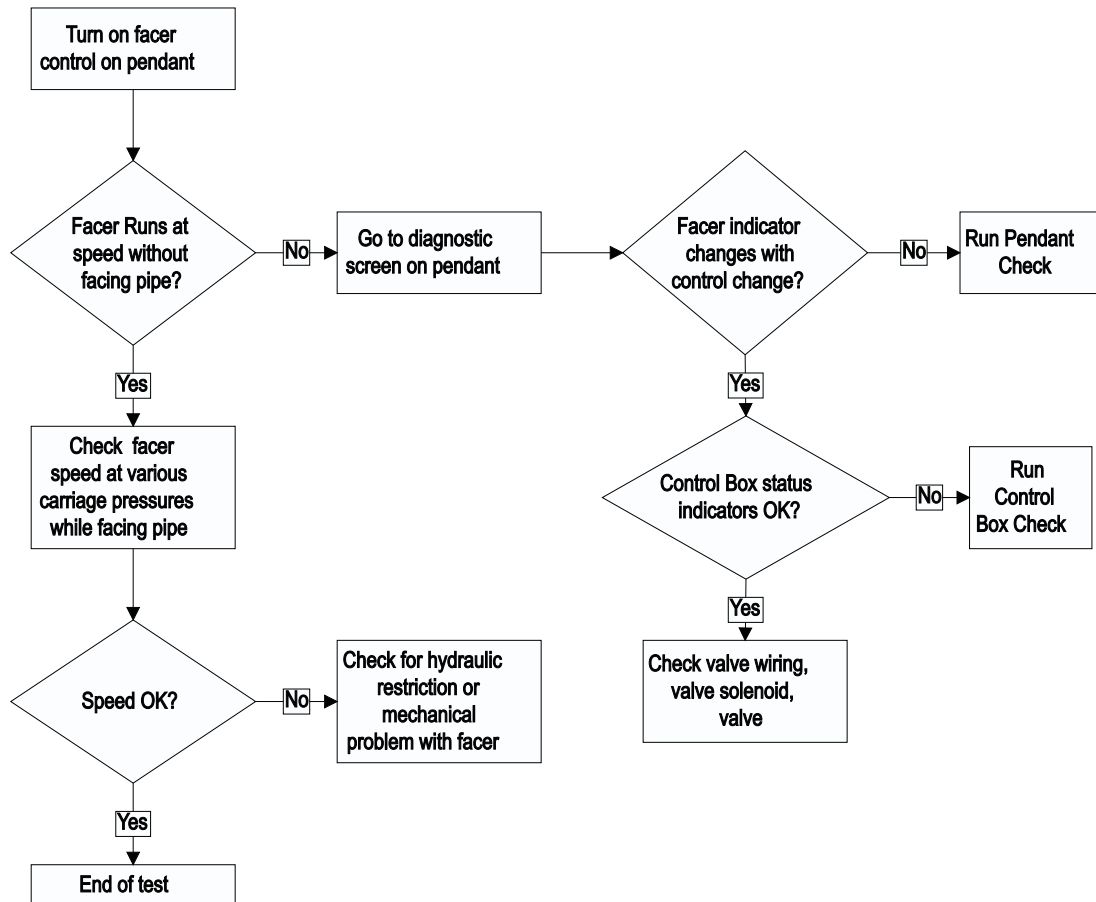 Turn on facer
control on pendant
Facer Runs at
speed without
facing pipe?
No
Go to diagnostic
screen on pendant
Facer indicator
changes with
control change?
No
Run Pendant
Check
Yes
Yes
Check facer
speed at various
carriage pressures
while facing pipe
Control Box status
indicators OK?
No
Run
Control
Box Check
Yes
Speed OK?
No
Check for hydraulic
restriction or
mechanical
problem with facer
Check valve wiring,
valve solenoid,
valve
Yes
End of test